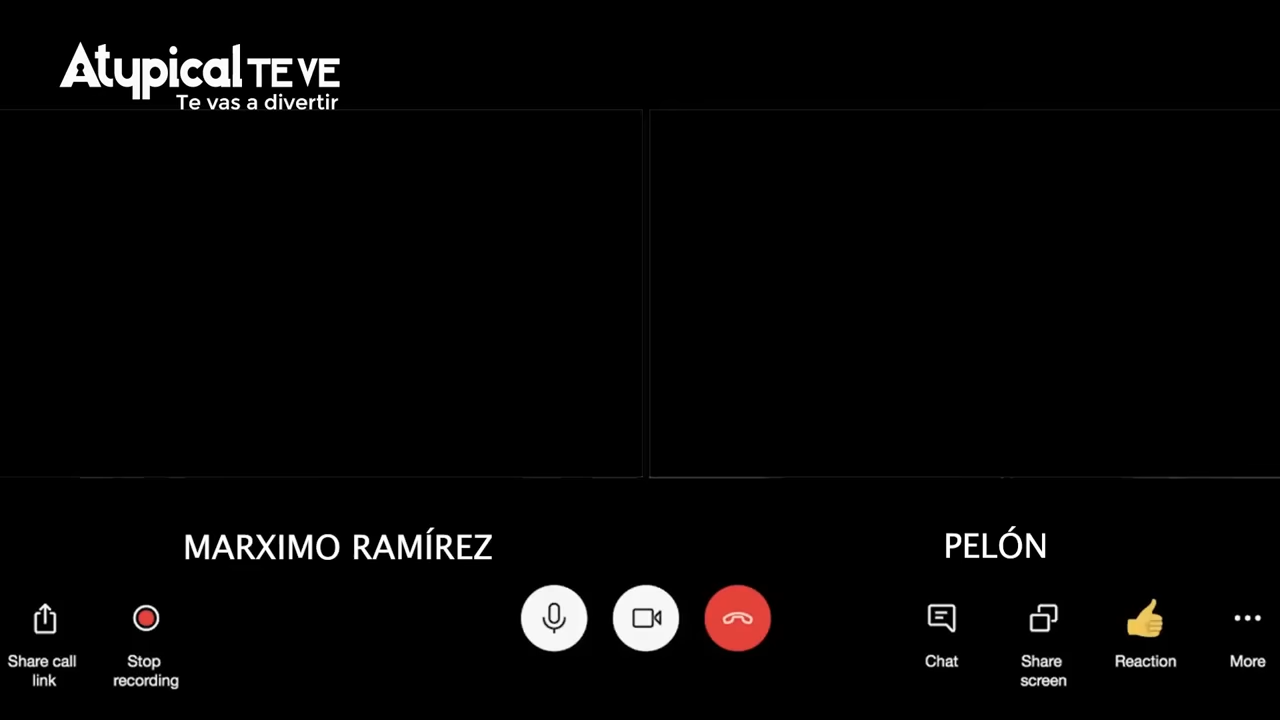 Atypical TE VE
Te vas a divertir
MARXIMO RAMÍREZ
PELÓN
Share call
link
Stop
recording
Chat
Share
screen
Reaction
More